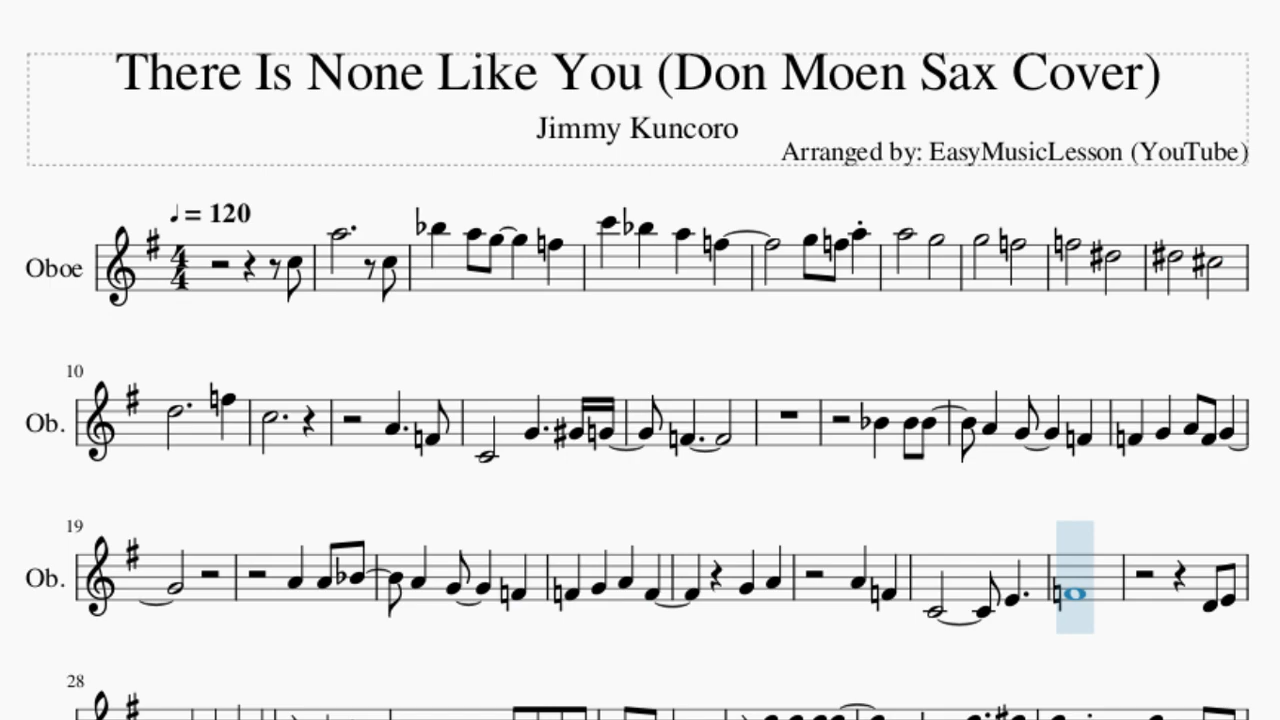 There Is None Like You (Don Moen Sax Cover)
Jimmy Kuncoro
Arranged by: EasyMusicLesson (YouTube)
♩ = 120
Oboe
4
4
10
Ob.
19
Ob.
28